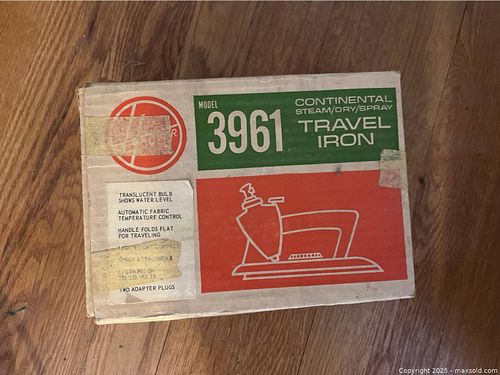 MODEL
3961
CONTINENTAL
STEAM/DRY/SPRAY
TRAVEL
IRON
TRANSLUCENT BULB
SHOWS WATER LEVEL
AUTOMATIC FABRIC
TEMPERATURE CONTROL
HANDLE FOLDS FLAT
FOR TRAVELING
TWO ADAPTER PLUGS
Copyright © 2025 - maxsold.com